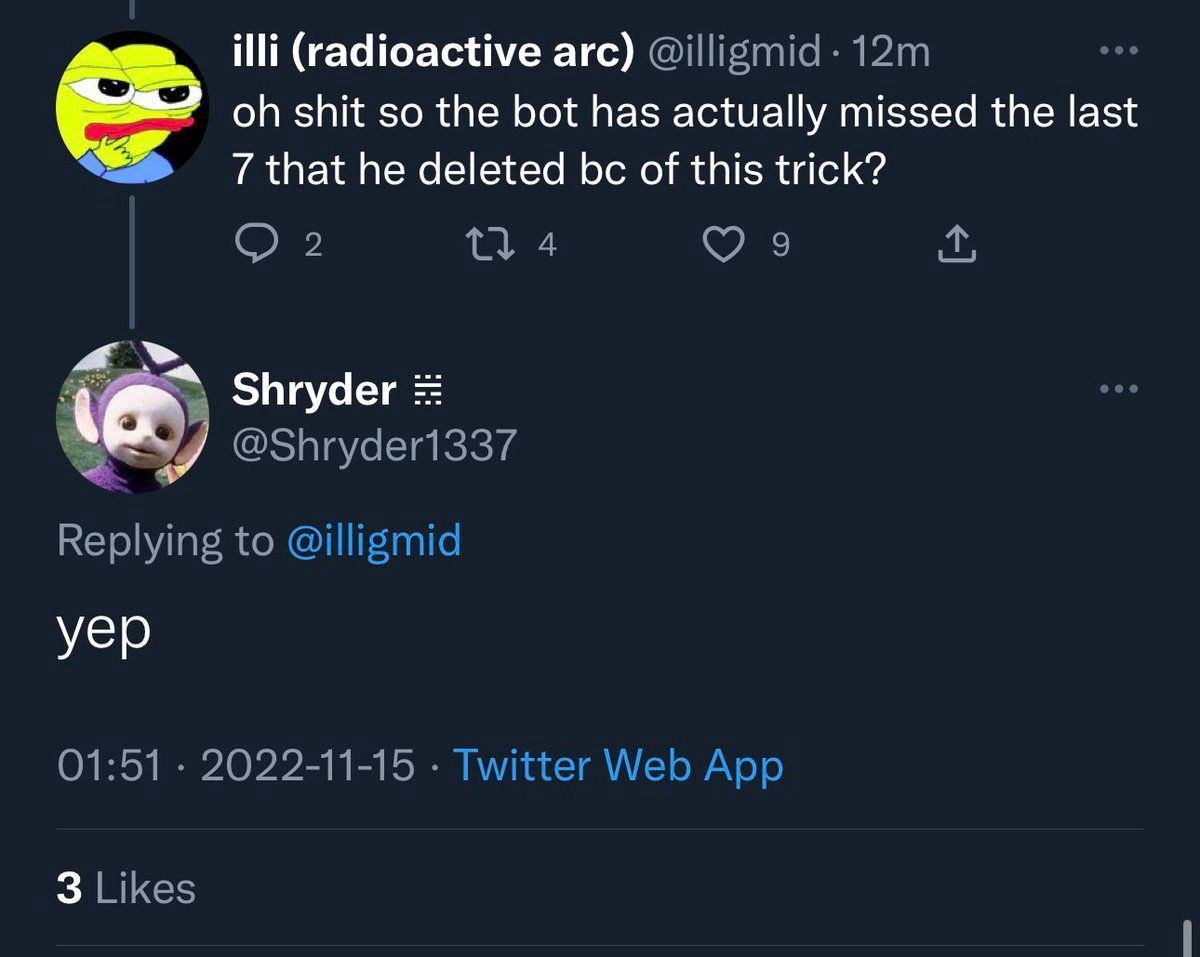 illi (radioactive arc) @illigmid · 12m
oh shit so the bot has actually missed the last
7 that he deleted bc of this trick?
2 4 9
Shryder 𝌫
@Shryder1337
Replying to @illigmid
yep
01:51 · 2022-11-15 · Twitter Web App
3 Likes